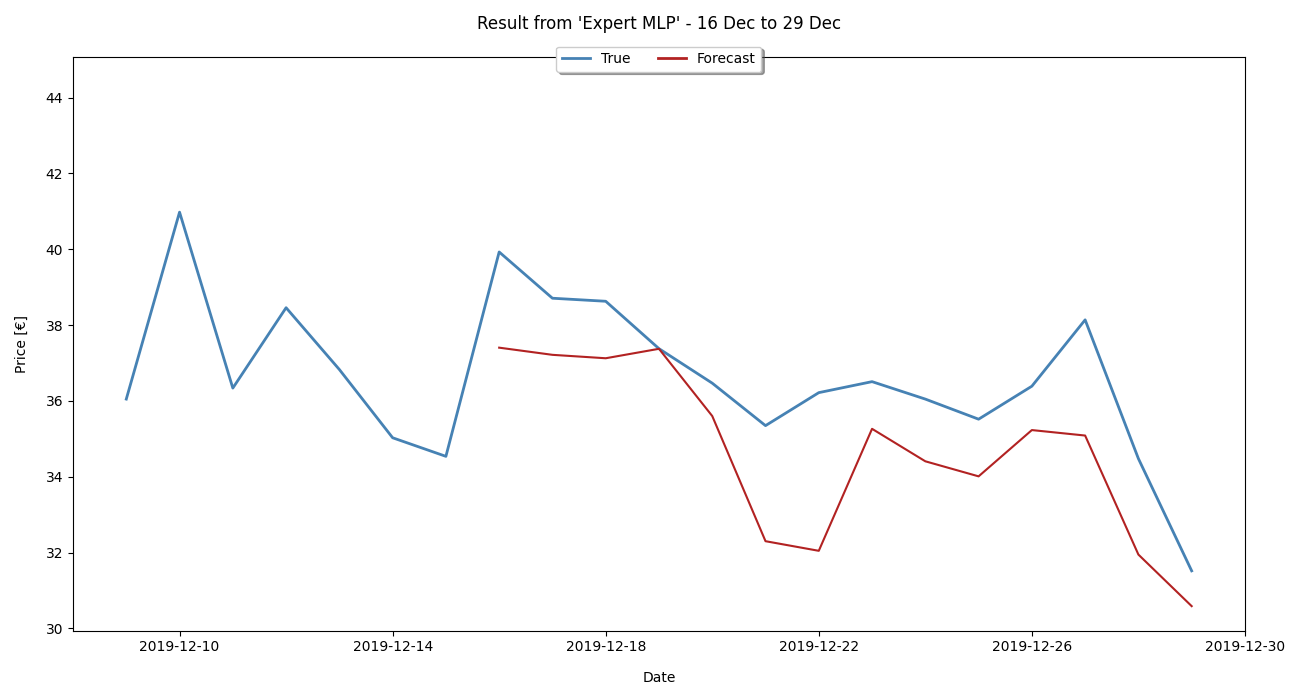 Result from 'Expert MLP' - 16 Dec to 29 Dec
True Forecast
44
42
40
38
36
34
32
30
Price [€]
2019-12-10 2019-12-14 2019-12-18 2019-12-22 2019-12-26 2019-12-30
Date